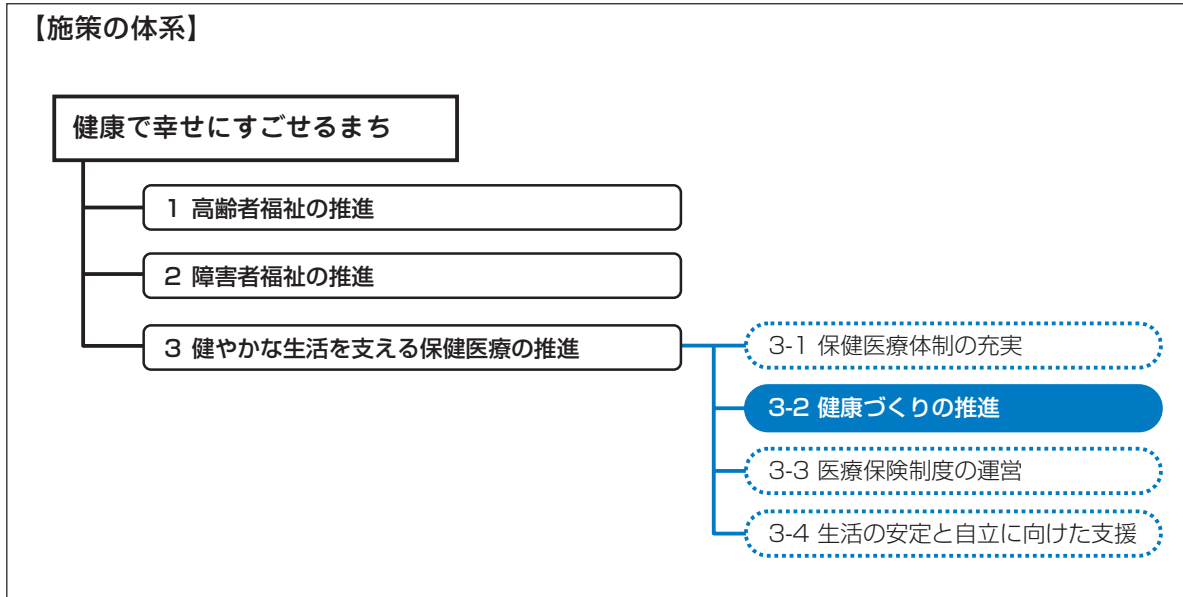 【施策の体系】
健康で幸せにすごせるまち
1 高齢者福祉の推進
2 障害者福祉の推進
3 健やかな生活を支える保健医療の推進
3-1 保健医療体制の充実
3-2 健康づくりの推進
3-3 医療保険制度の運営
3-4 生活の安定と自立に向けた支援